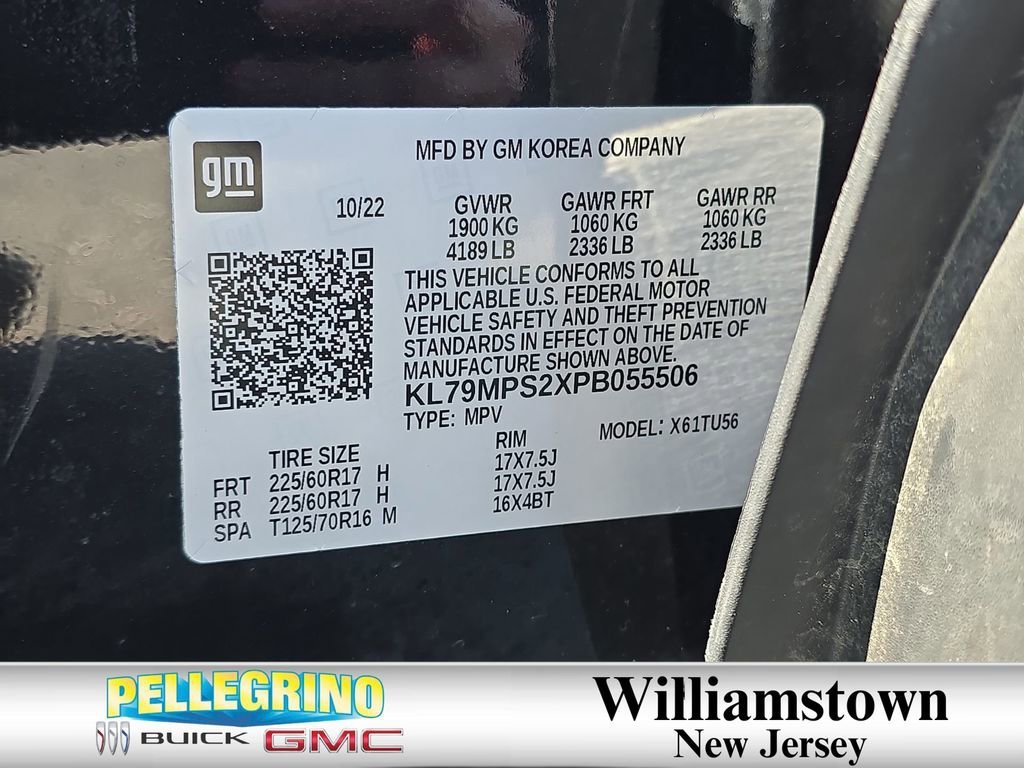 gm
MFD BY GM KOREA COMPANY
10/22 GVWR GAWR FRT GAWR RR
1900 KG 1060 KG 1060 KG
4189 LB 2336 LB 2336 LB
THIS VEHICLE CONFORMS TO ALL
APPLICABLE U.S. FEDERAL MOTOR
VEHICLE SAFETY AND THEFT PREVENTION
STANDARDS IN EFFECT ON THE DATE OF
MANUFACTURE SHOWN ABOVE.
KL79MPS2XPB055506
TYPE: MPV MODEL: X61TU56
TIRE SIZE RIM
FRT 225/60R17 H 17X7.5J
RR 225/60R17 H 17X7.5J
SPA T125/70R16 M 16X4BT
PELLEGRINO
BUICK GMC
Williamstown
New Jersey